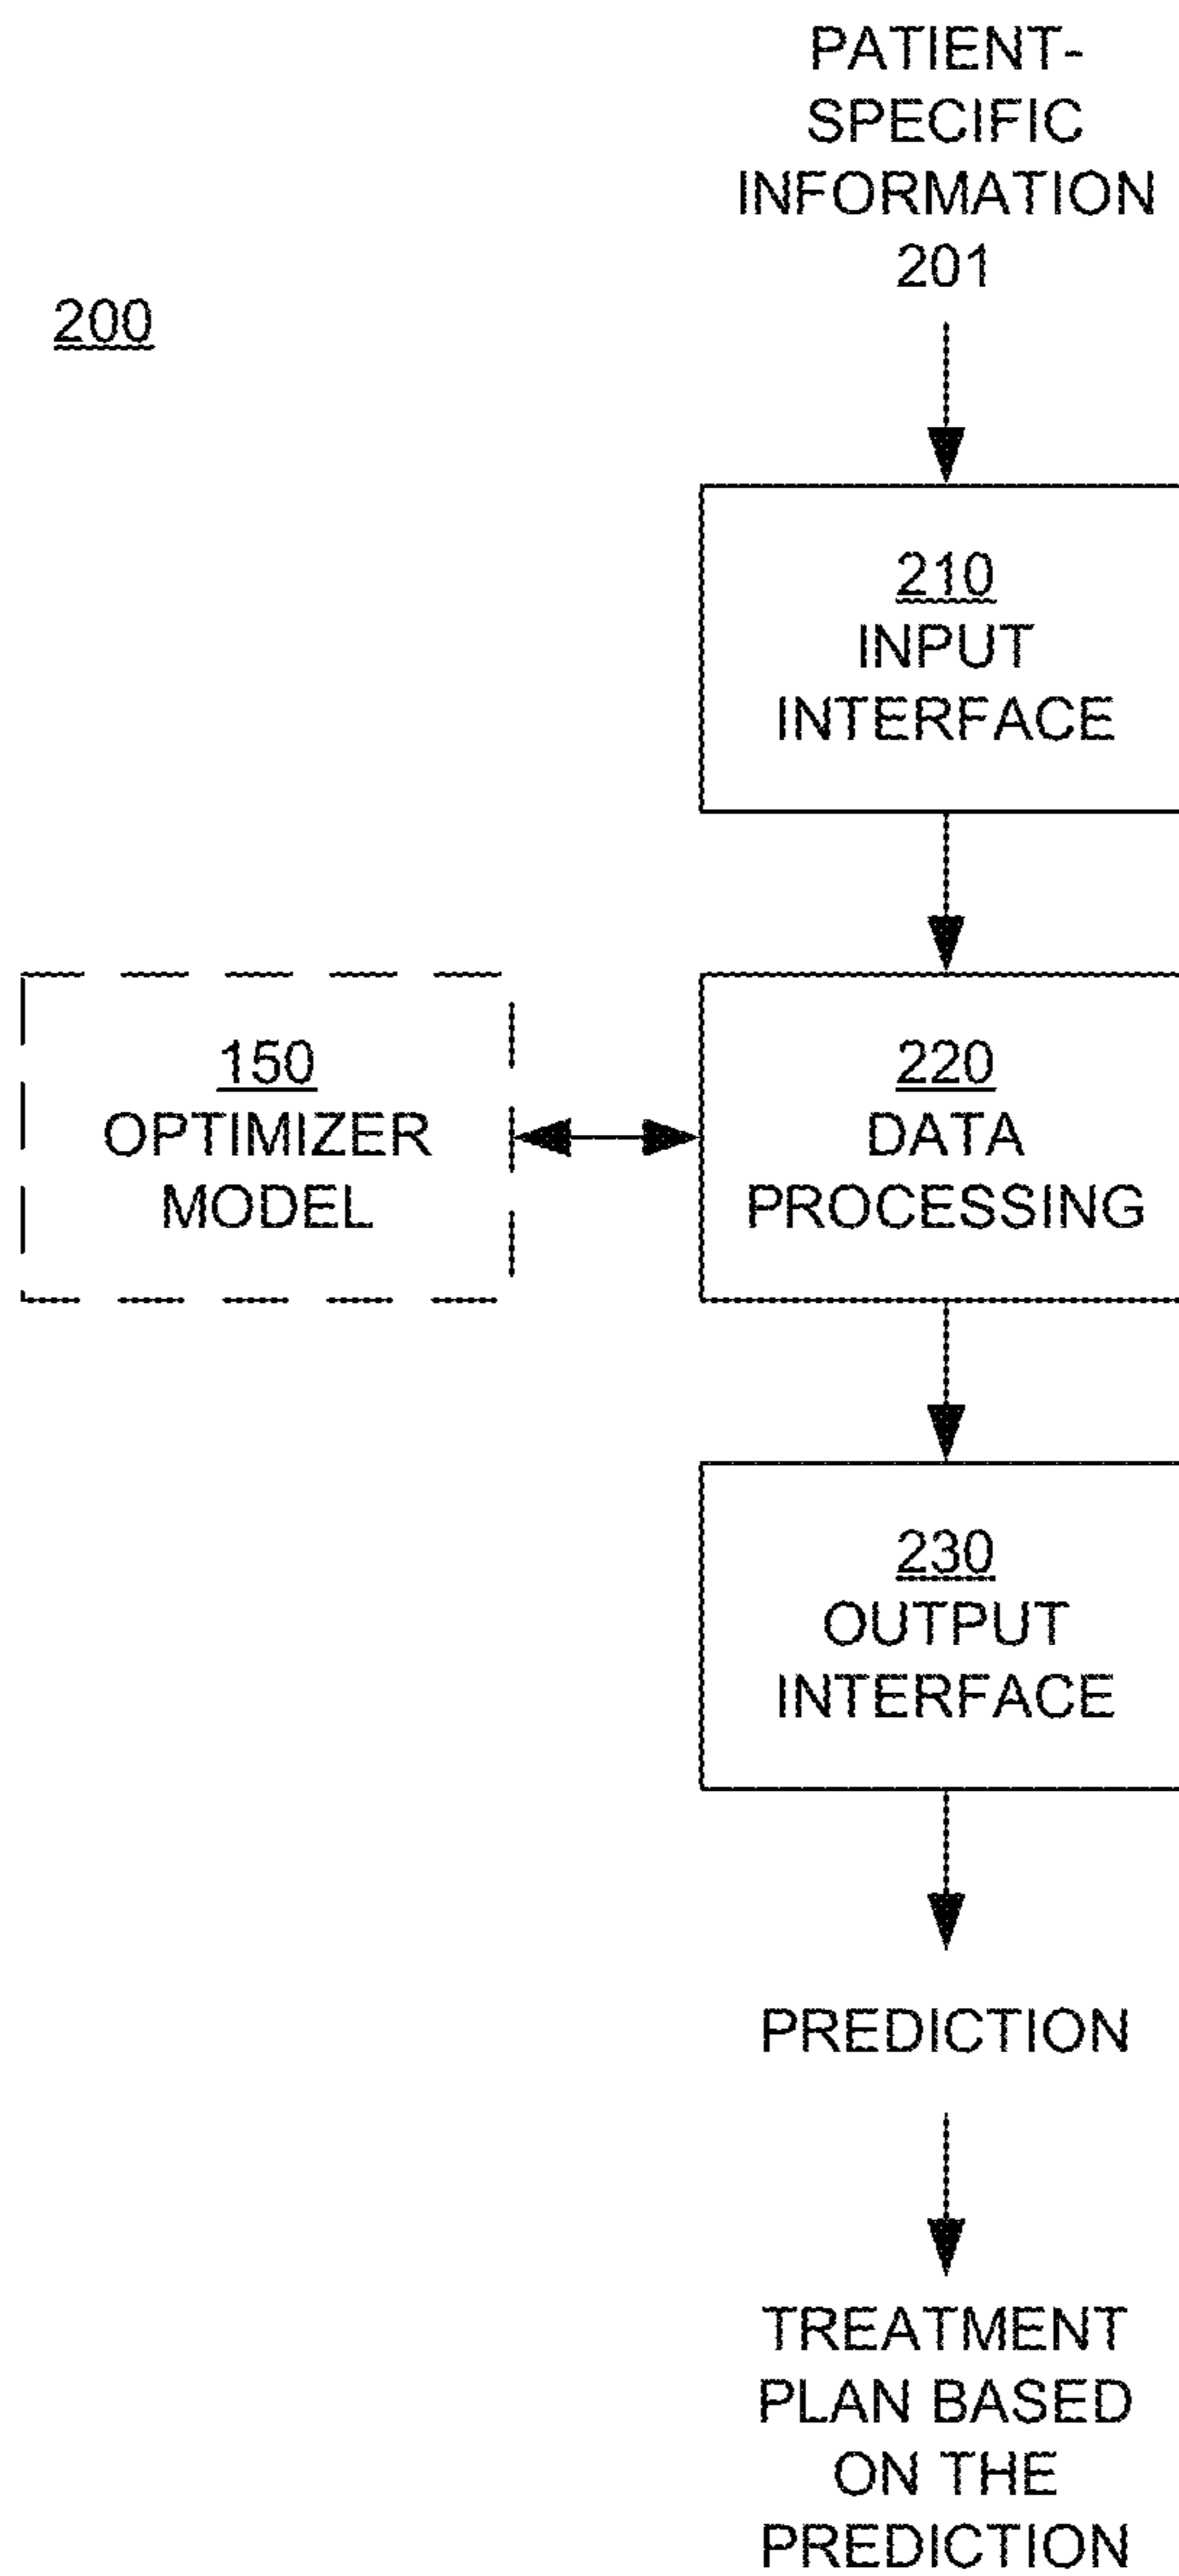 PATIENT-
SPECIFIC
INFORMATION
201
200
210
INPUT
INTERFACE
150
OPTIMIZER
MODEL
220
DATA
PROCESSING
230
OUTPUT
INTERFACE
PREDICTION
TREATMENT
PLAN BASED
ON THE
PREDICTION